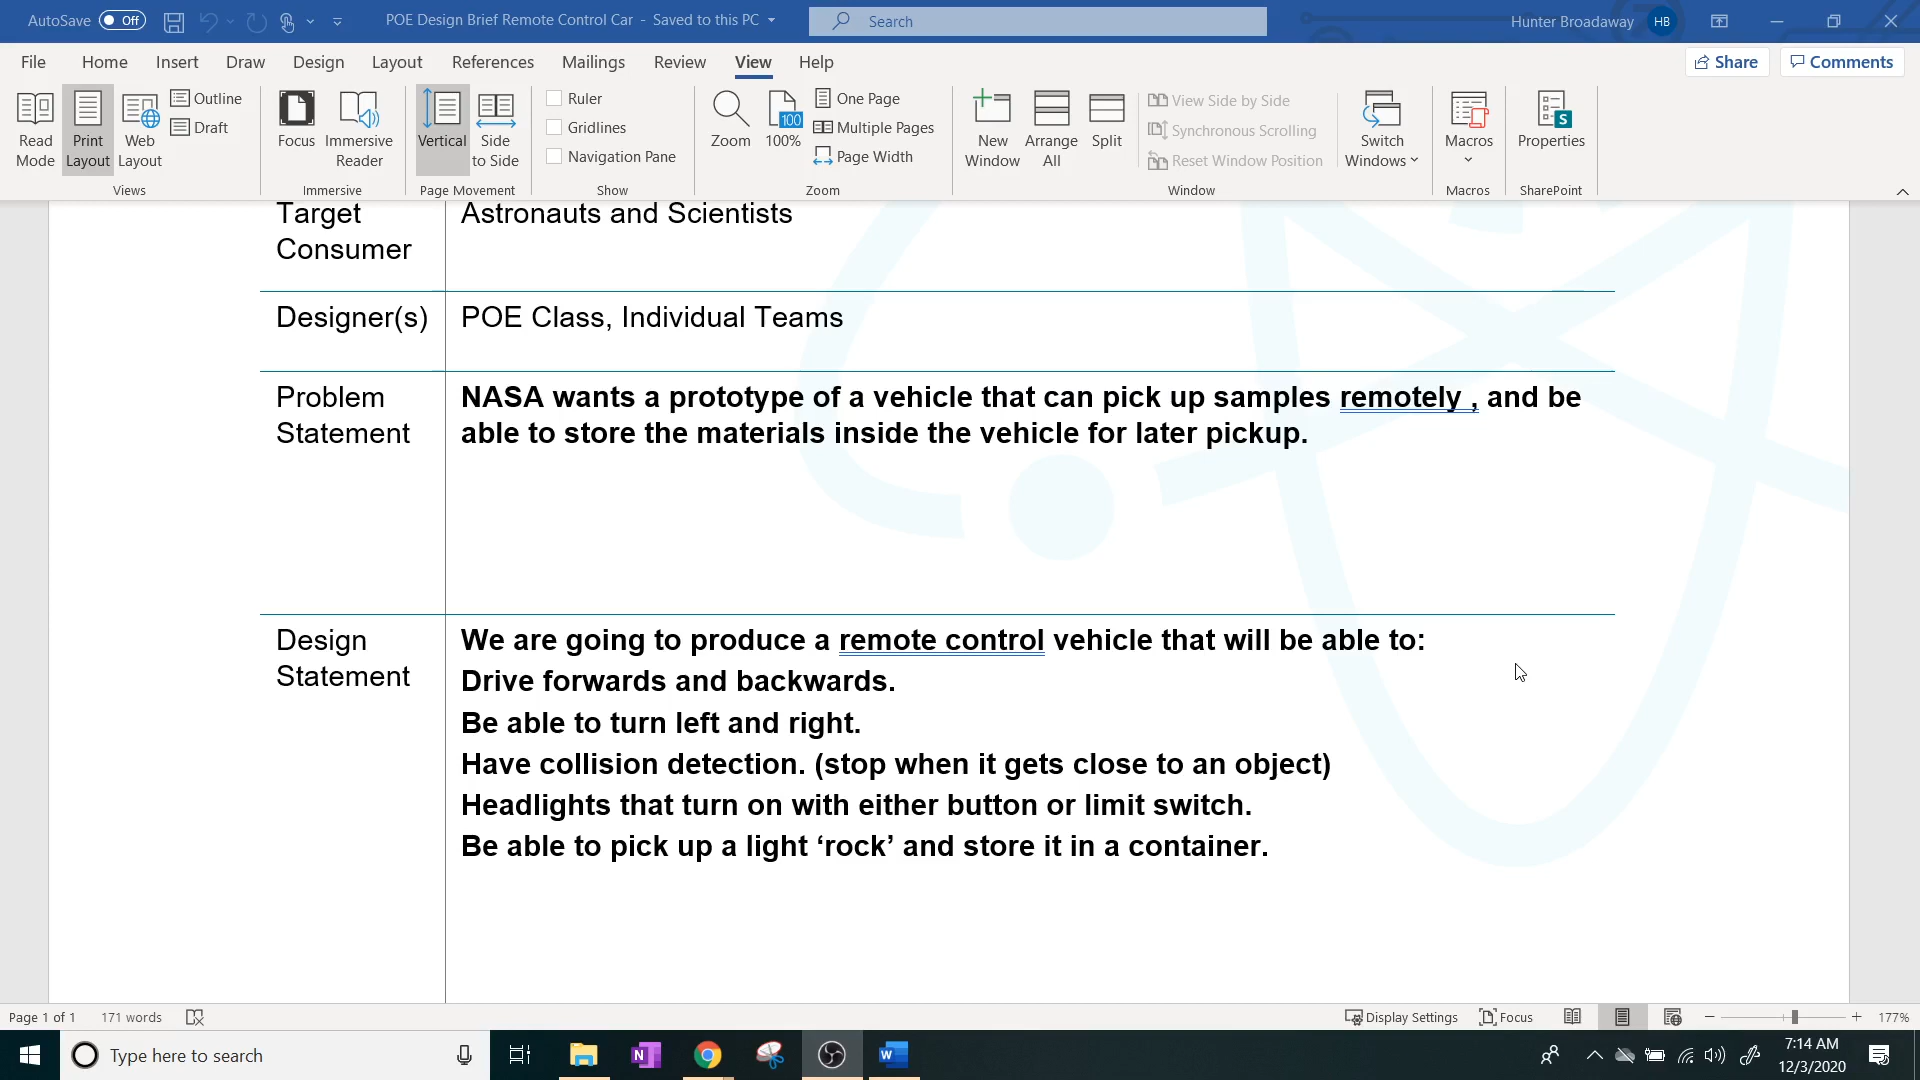 AutoSave Off POE Design Brief Remote Control Car - Saved to this PC Search Hunter Broadaway HB
File Home Insert Draw Design Layout References Mailings Review View Help Share Comments
Read Mode
Print Layout
Web Layout
Outline
Draft
Views
Focus
Immersive Reader
Immersive
Vertical
Side to Side
Page Movement
Ruler
Gridlines
Navigation Pane
Show
Zoom
100
100%
One Page
Multiple Pages
Page Width
Zoom
New Window
Arrange All
Split
View Side by Side
Synchronous Scrolling
Reset Window Position
Switch Windows
Window
Macros
Macros
S
Properties
SharePoint
Target Astronauts and Scientists
Consumer
Designer(s) POE Class, Individual Teams
Problem NASA wants a prototype of a vehicle that can pick up samples remotely , and be
Statement able to store the materials inside the vehicle for later pickup.
Design We are going to produce a remote control vehicle that will be able to:
Statement
Drive forwards and backwards.
Be able to turn left and right.
Have collision detection. (stop when it gets close to an object)
Headlights that turn on with either button or limit switch.
Be able to pick up a light ‘rock’ and store it in a container.
Page 1 of 1 171 words Display Settings Focus 177%
Type here to search N W 7:14 AM
12/3/2020